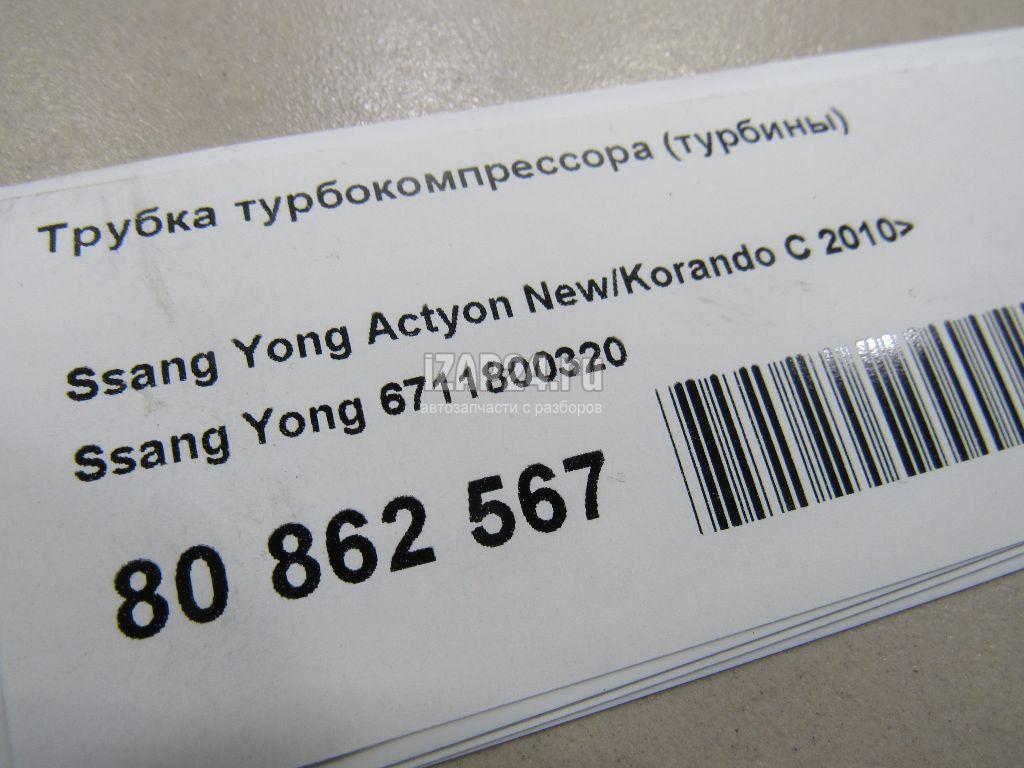 Трубка турбокомпрессора (турбины)
Ssang Yong Actyon New/Korando C 2010>
Ssang Yong 6711800320
iZAP24.ru
автозапчасти с разборов
80 862 567